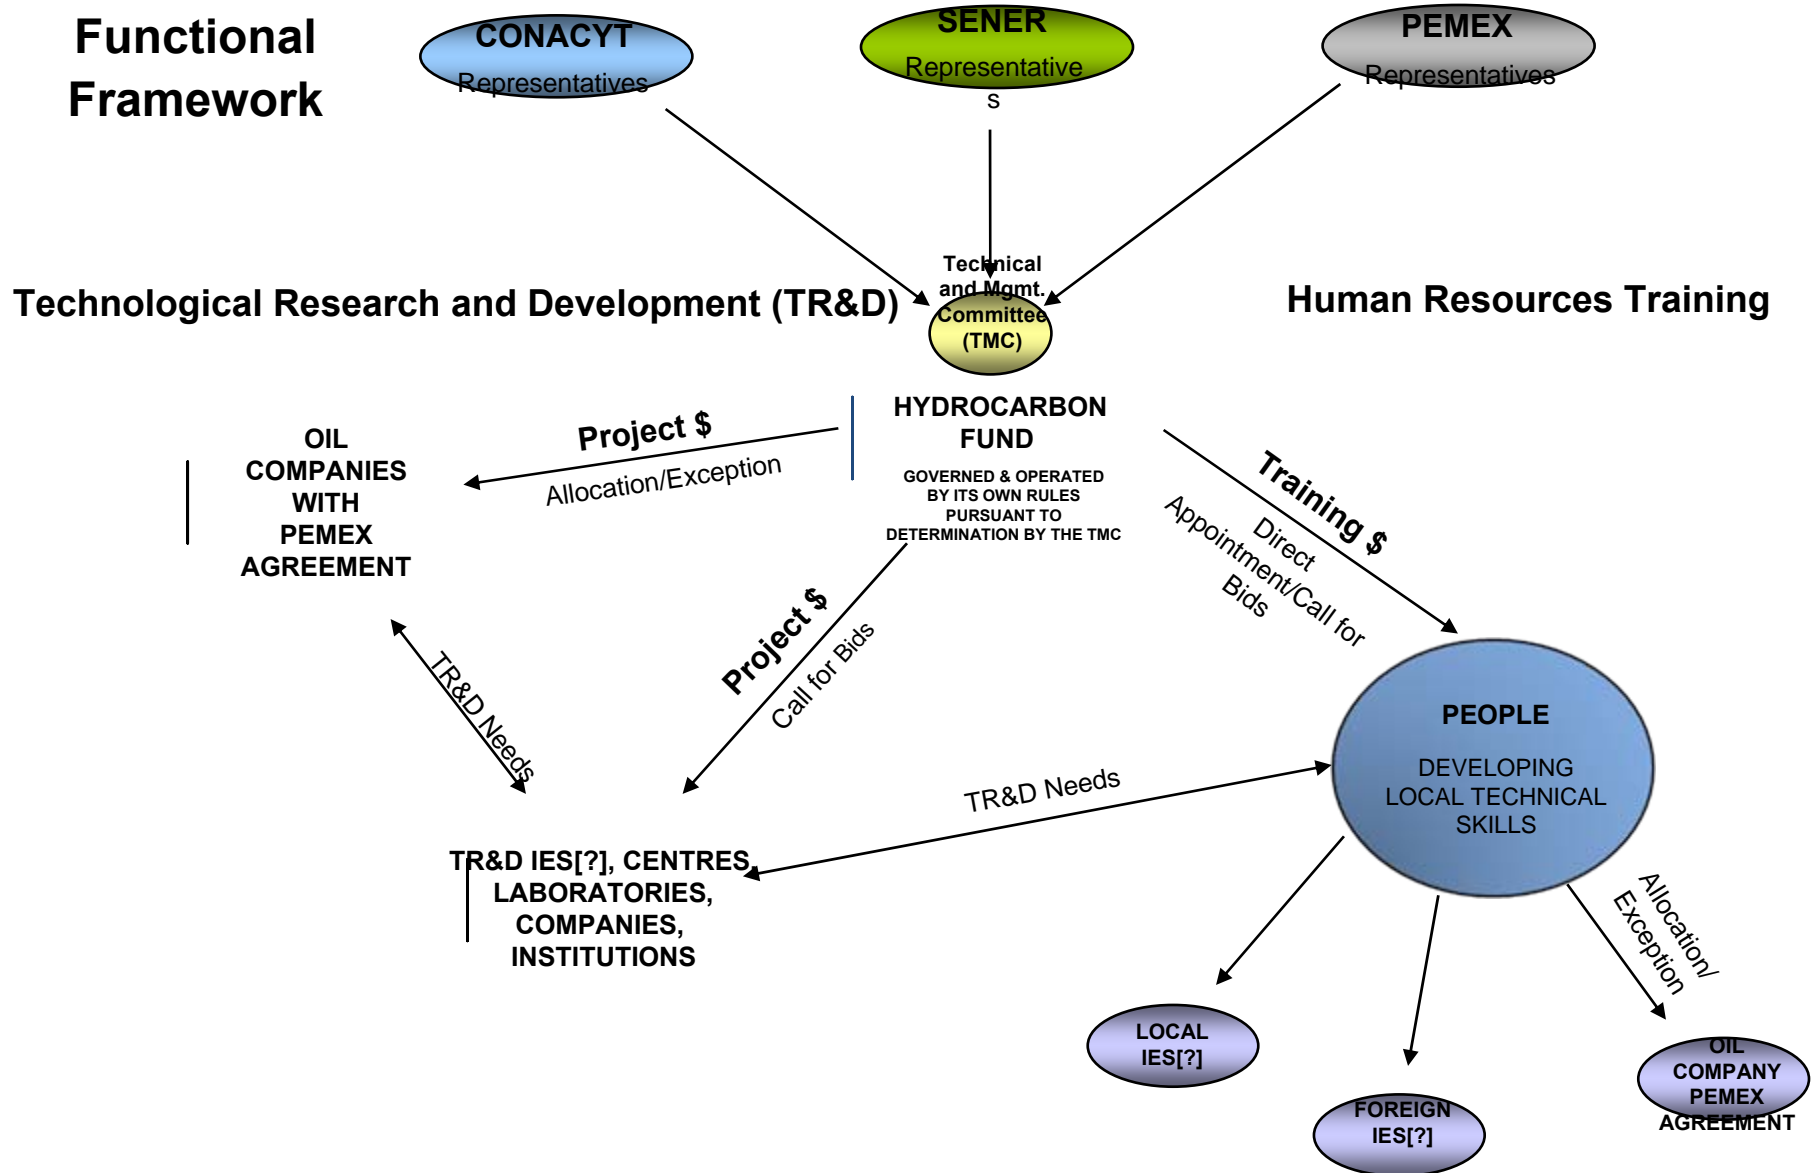 Functional
Framework
CONACYT
Representatives
SENER
Representative
s
PEMEX
Representatives
Technical
and Mgmt.
Committee
(TMC)
Technological Research and Development (TR&D)
Human Resources Training
HYDROCARBON
FUND
GOVERNED & OPERATED
BY ITS OWN RULES
PURSUANT TO
DETERMINATION BY THE TMC
Project $
Allocation/Exception
OIL
COMPANIES
WITH
PEMEX
AGREEMENT
Training $
Direct
Appointment/Call for
Bids
Project $
Call for Bids
TR&D Needs
TR&D Needs
PEOPLE
DEVELOPING
LOCAL TECHNICAL
SKILLS
TR&D IES[?], CENTRES,
LABORATORIES,
COMPANIES,
INSTITUTIONS
Allocation/
Exception
LOCAL
IES[?]
FOREIGN
IES[?]
OIL
COMPANY
PEMEX
AGREEMENT